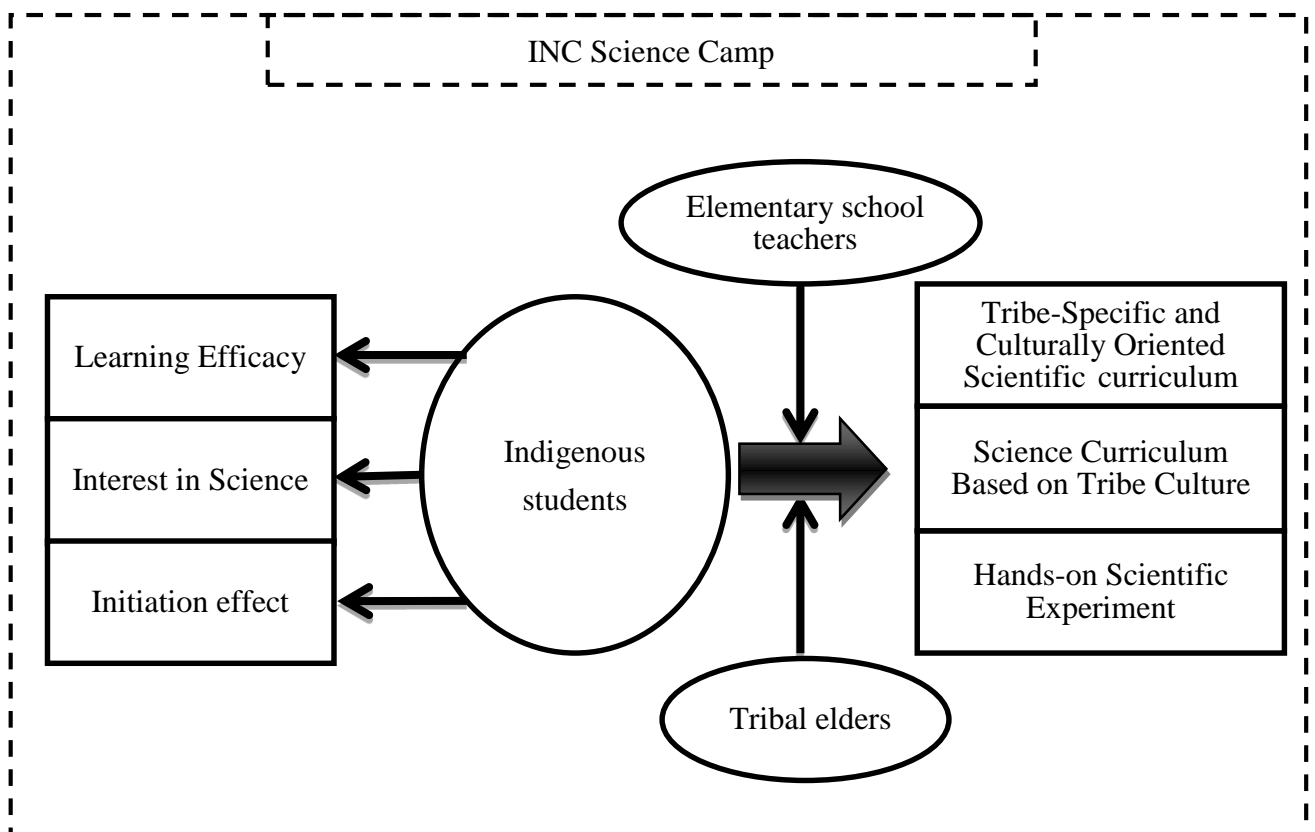 INC Science Camp
Elementary school
teachers
Learning Efficacy
Interest in Science
Initiation effect
Indigenous
students
Tribe-Specific and
Culturally Oriented
Scientific curriculum
Science Curriculum
Based on Tribe Culture
Hands-on Scientific
Experiment
Tribal elders